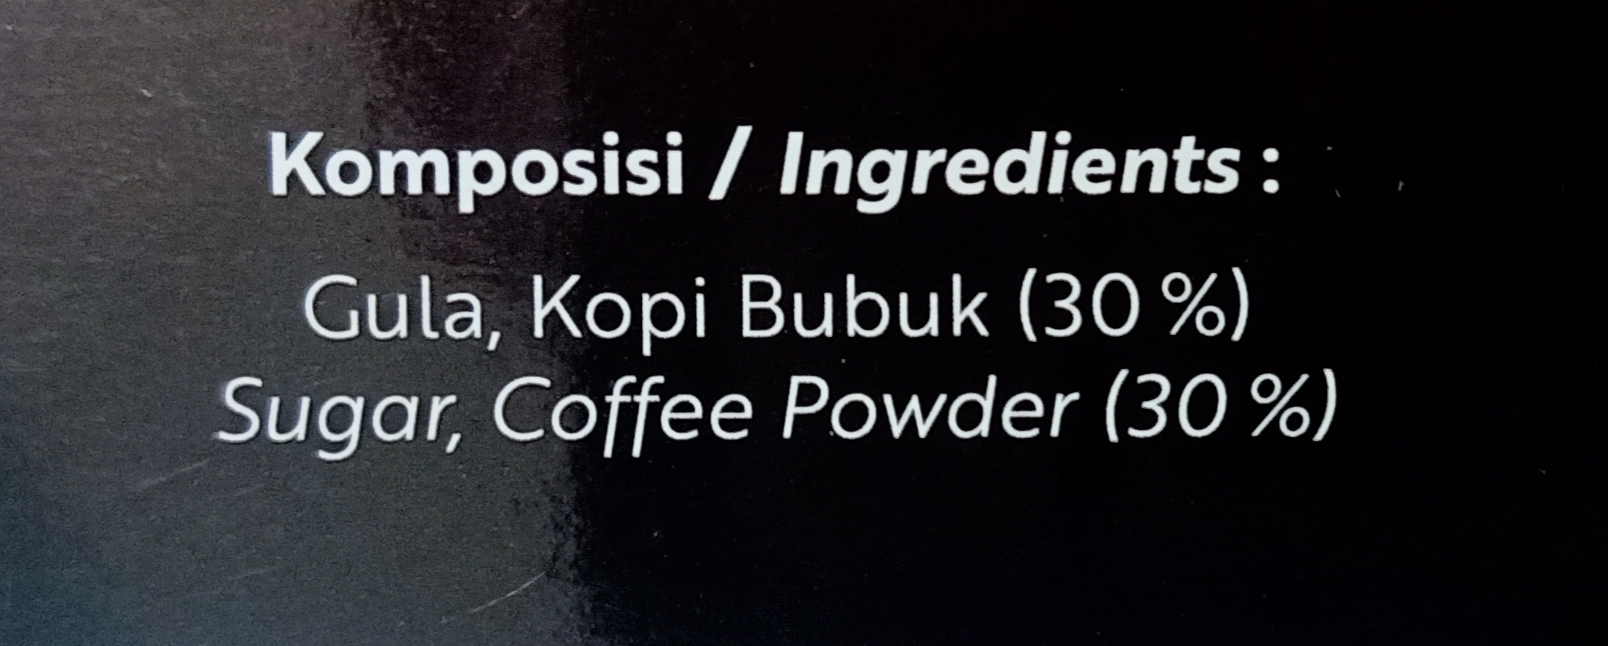 Komposisi / Ingredients :
Gula, Kopi Bubuk (30 %)
Sugar, Coffee Powder (30 %)